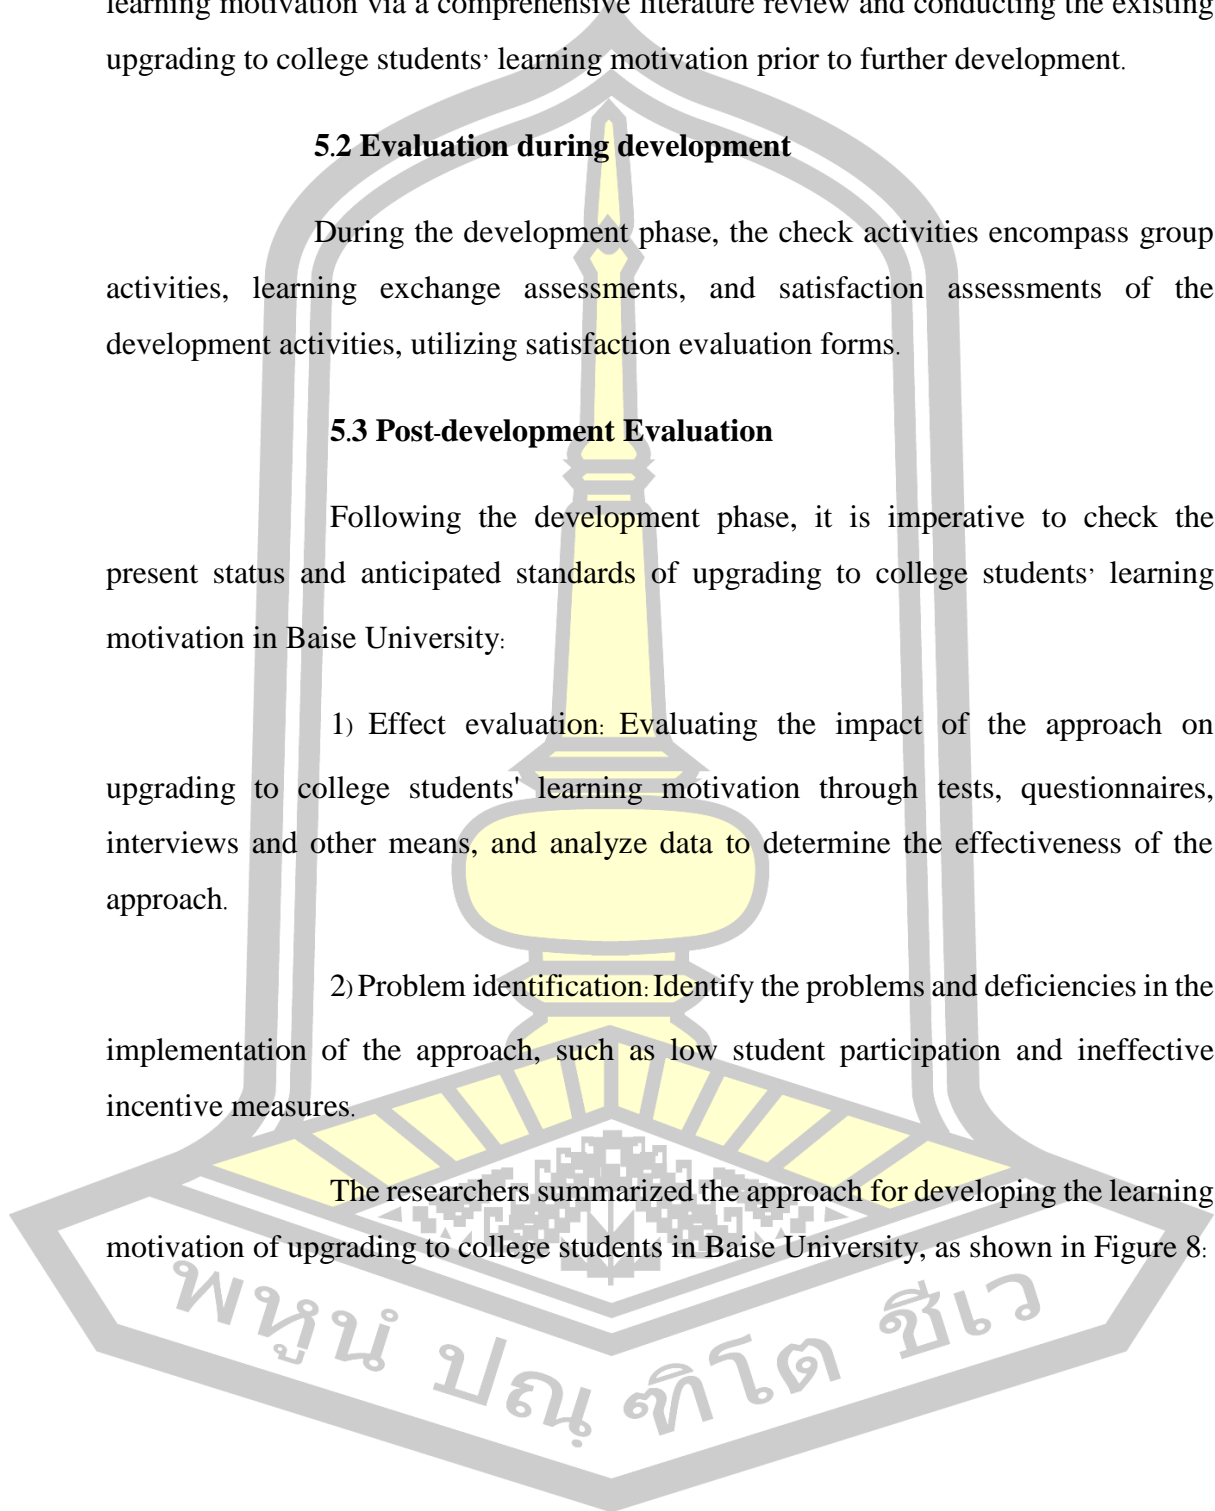 learning motivation via a comprehensive literature review and conducting the existing
upgrading to college students’ learning motivation prior to further development.
5.2 Evaluation during development
During the development phase, the check activities encompass group
activities, learning exchange assessments, and satisfaction assessments of the
development activities, utilizing satisfaction evaluation forms.
5.3 Post-development Evaluation
Following the development phase, it is imperative to check the
present status and anticipated standards of upgrading to college students’ learning
motivation in Baise University:
1) Effect evaluation: Evaluating the impact of the approach on
upgrading to college students' learning motivation through tests, questionnaires,
interviews and other means, and analyze data to determine the effectiveness of the
approach.
2) Problem identification: Identify the problems and deficiencies in the
implementation of the approach, such as low student participation and ineffective
incentive measures.
The researchers summarized the approach for developing the learning
motivation of upgrading to college students in Baise University, as shown in Figure 8:
พหูนํ ปณฺฑิโต ชีเว